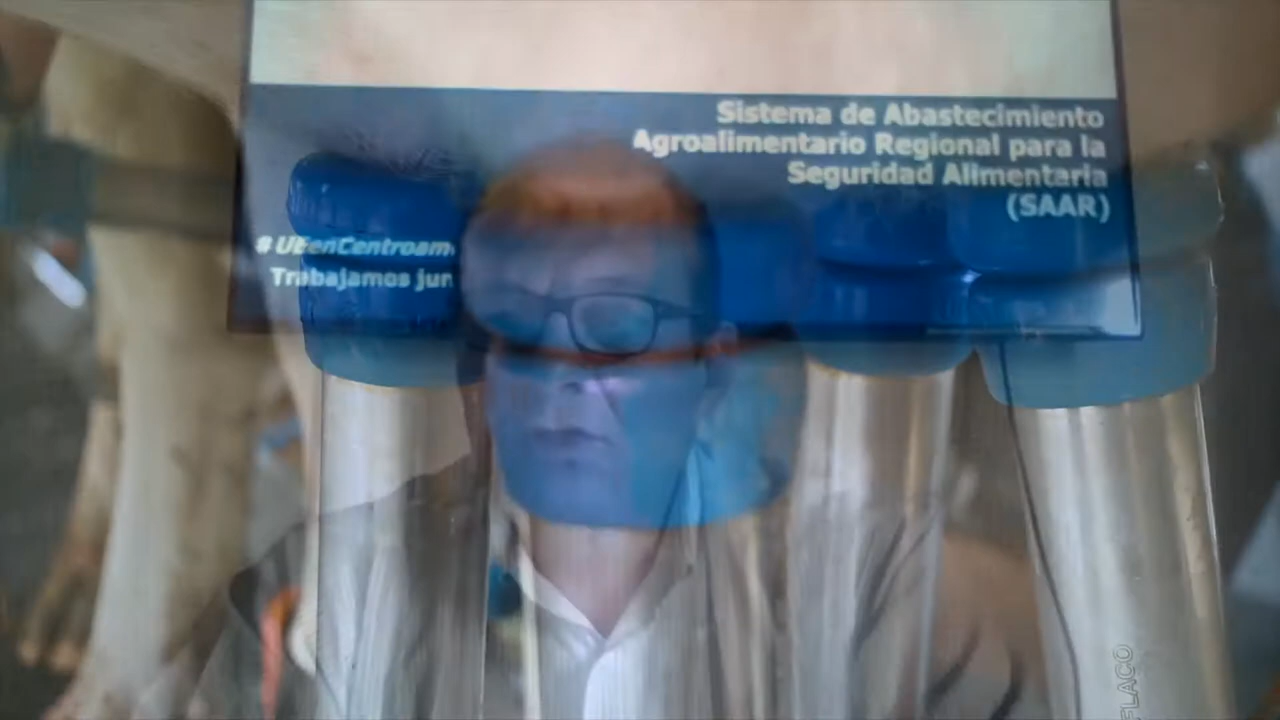 Sistema de Abastecimiento
Agroalimentario Regional para la
Seguridad Alimentaria
(SAAR)
#UEenCentroam
Trabajamos jun
FLACO